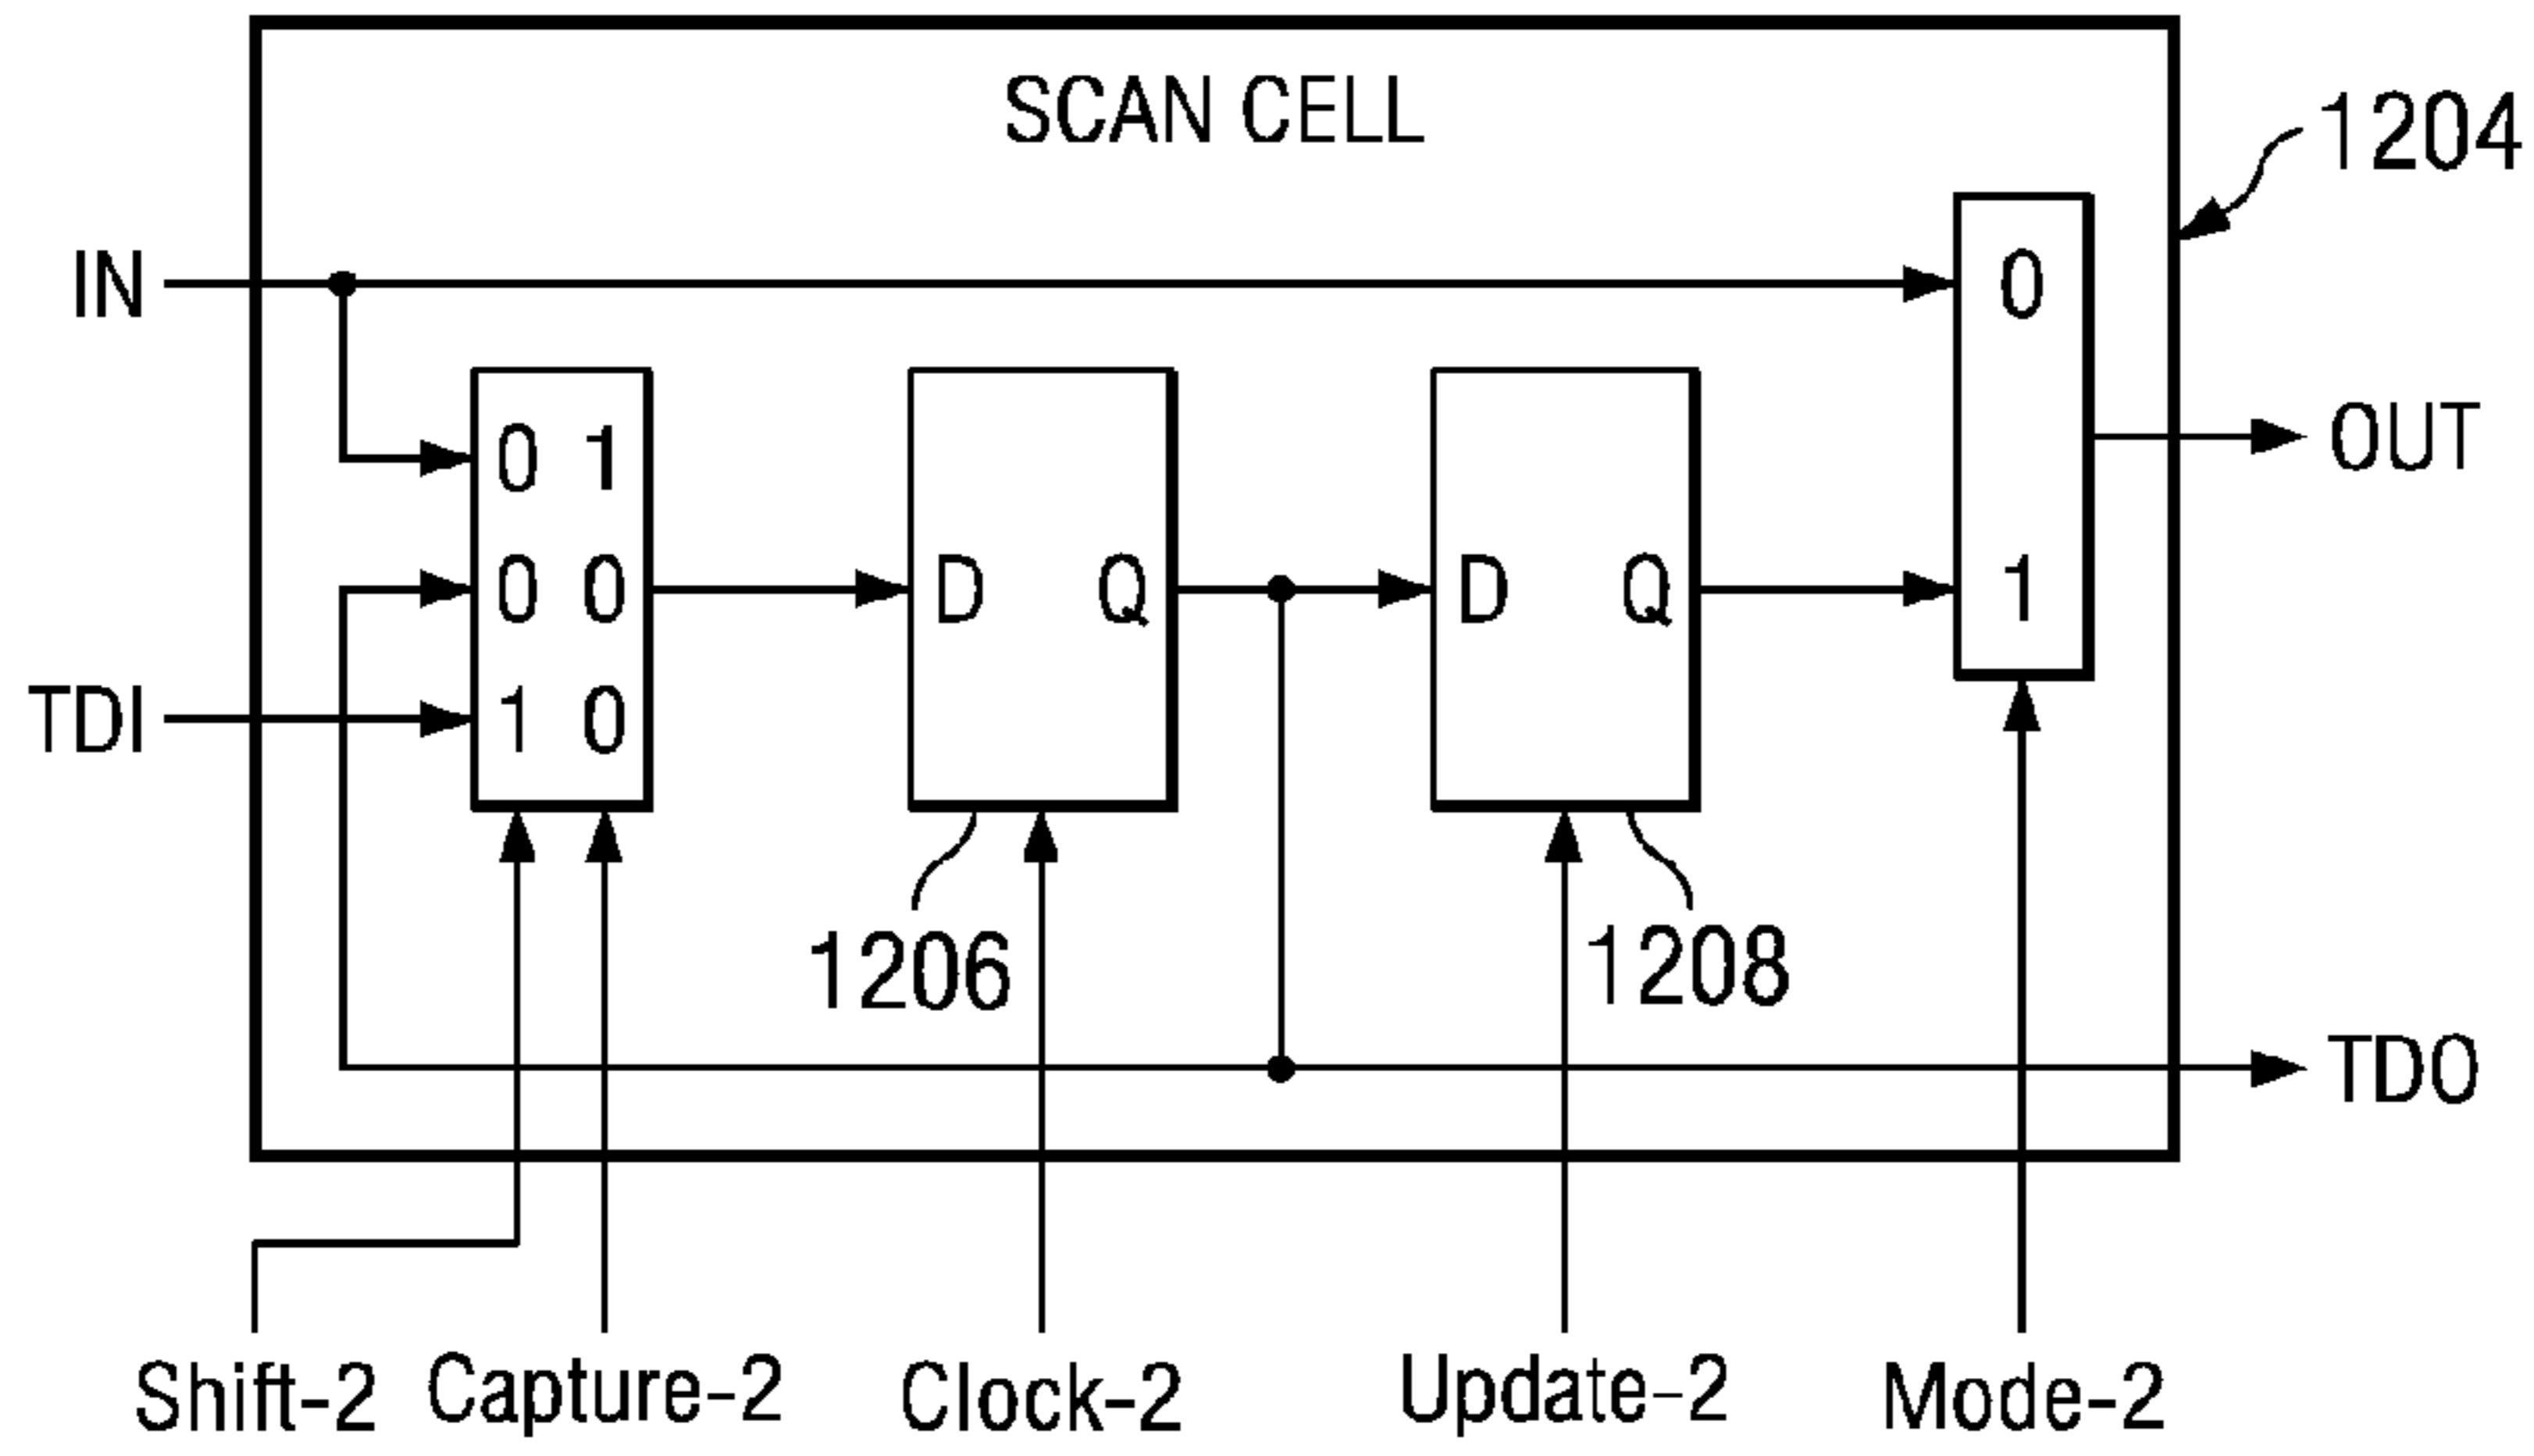 SCAN CELL
1204
IN
0
0 1
OUT
0 0
D Q
D Q
1
TDI
1 0
1206
1208
TDO
Shift-2
Capture-2
Clock-2
Update-2
Mode-2